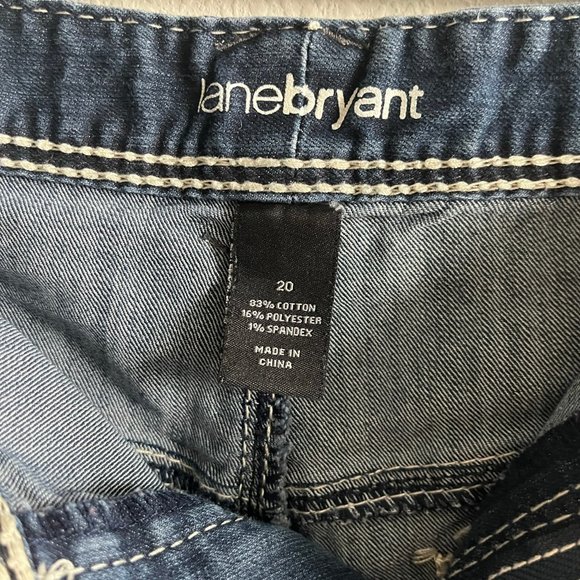 lanebryant
20
83% COTTON
16% POLYESTER
1% SPANDEX
MADE IN
CHINA